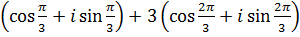 (cos π/3 + i sin π/3) + 3 (cos 2π/3 + i sin 2π/3)